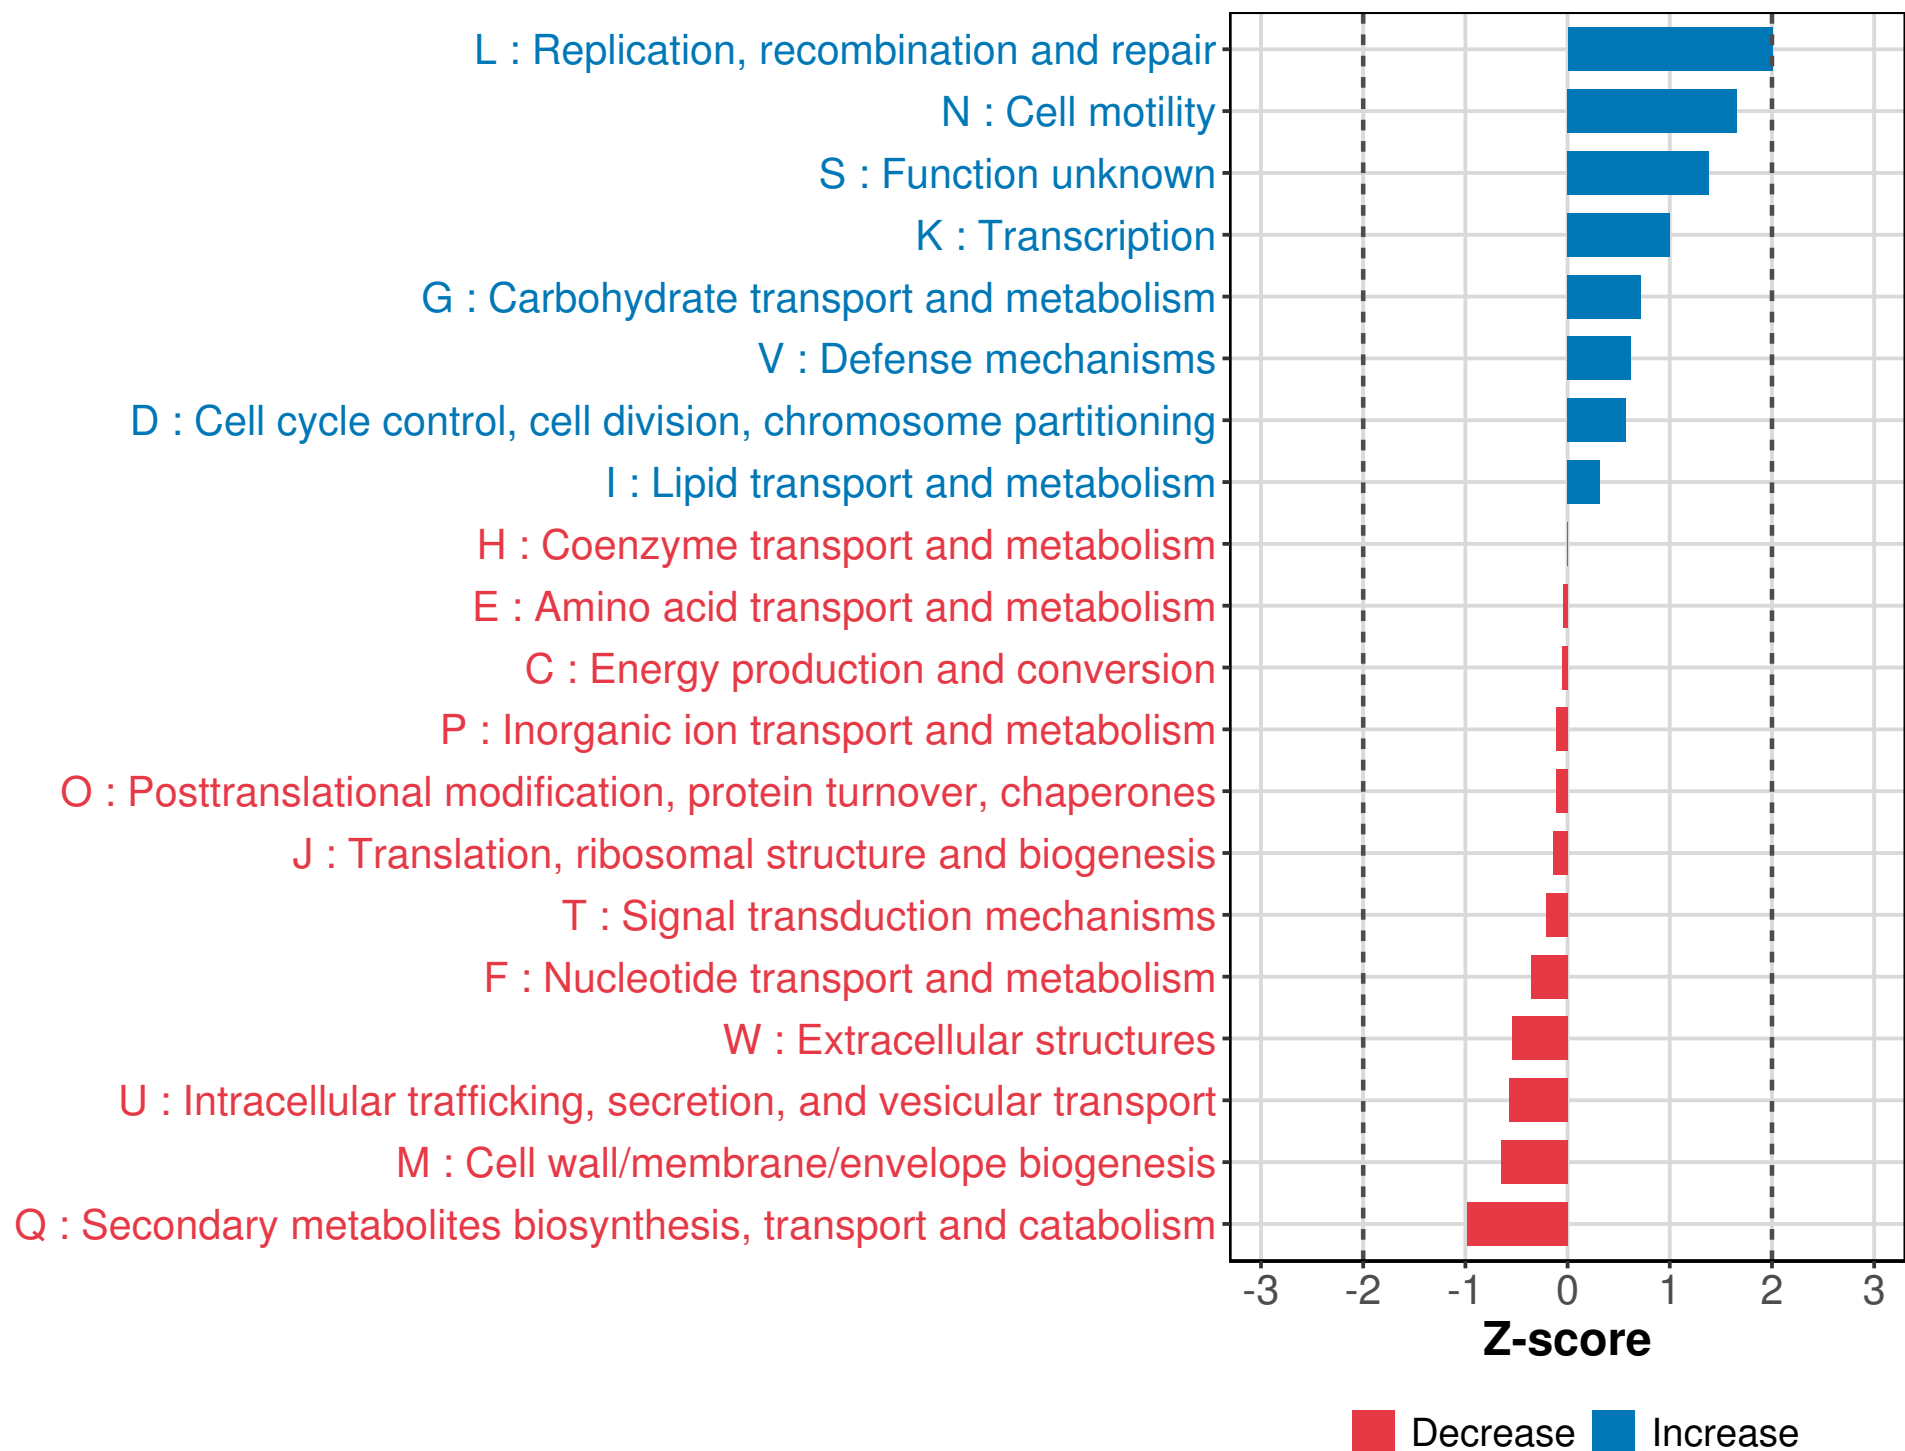 L : Replication, recombination and repair
N : Cell motility
S : Function unknown
K : Transcription
G : Carbohydrate transport and metabolism
V : Defense mechanisms
D : Cell cycle control, cell division, chromosome partitioning
I : Lipid transport and metabolism
H : Coenzyme transport and metabolism
E : Amino acid transport and metabolism
C : Energy production and conversion
P : Inorganic ion transport and metabolism
O : Posttranslational modification, protein turnover, chaperones
J : Translation, ribosomal structure and biogenesis
T : Signal transduction mechanisms
F : Nucleotide transport and metabolism
W : Extracellular structures
U : Intracellular trafficking, secretion, and vesicular transport
M : Cell wall/membrane/envelope biogenesis
Q : Secondary metabolites biosynthesis, transport and catabolism
-3 -2 -1 0 1 2 3
Z-score
Decrease Increase